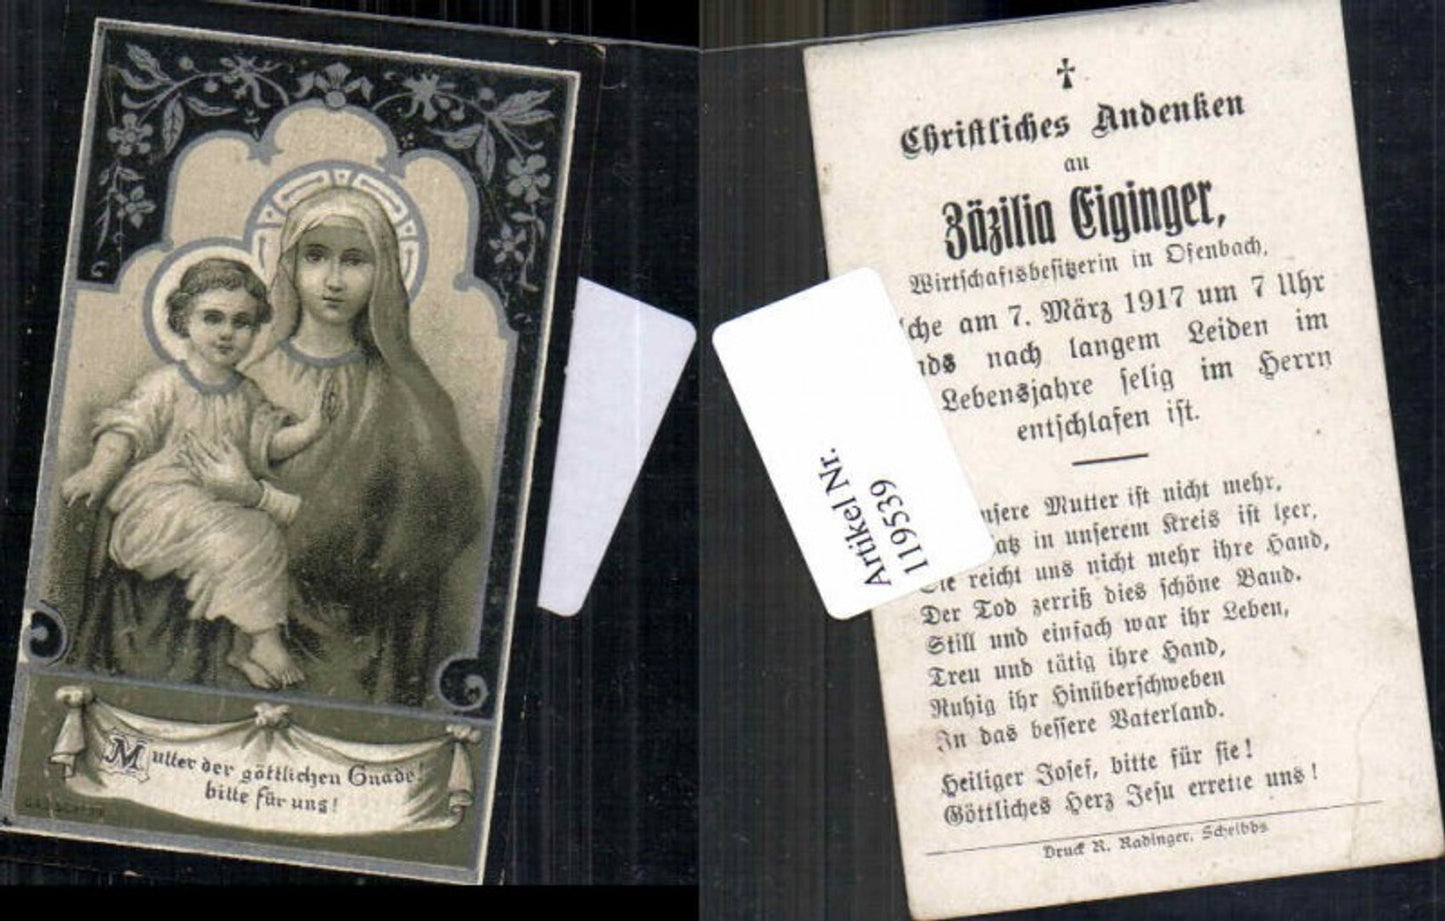 Mutter der göttlichen Gnade!
bitte für uns!
Artikel Nr.
119539
Christliches Andenken
an
Zäzilia Eiginger,
Wirtschaftsbesitzerin in Ofenbach,
am 7. März 1917 um 7 Uhr
nach langem Leiden im
Lebensjahre selig im Herrn
entschlafen ist.
Mutter ist nicht mehr,
in unserem Kreis ist leer,
Sie reicht uns nicht mehr ihre Hand,
Der Tod zerriß dies schöne Band.
Still und einfach war ihr Leben,
Treu und tätig ihre Hand,
Ruhig ihr Hinüberschweben
In das bessere Vaterland.
Heiliger Josef, bitte für sie!
Göttliches Herz Jesu errette uns!
Druck R. Radinger, Scheibbs